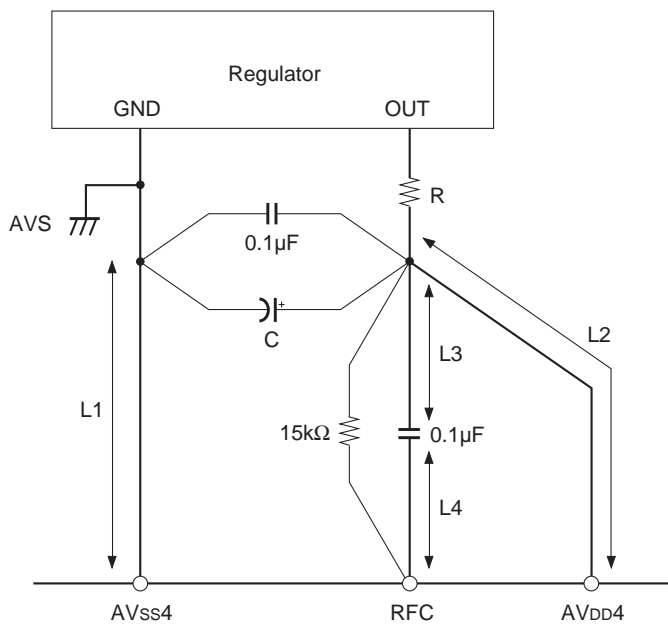 Regulator
GND
OUT
R
AVS
0.1µF
C
+
L1
L2
L3
15kΩ
0.1µF
L4
AVSS4
RFC
AVDD4